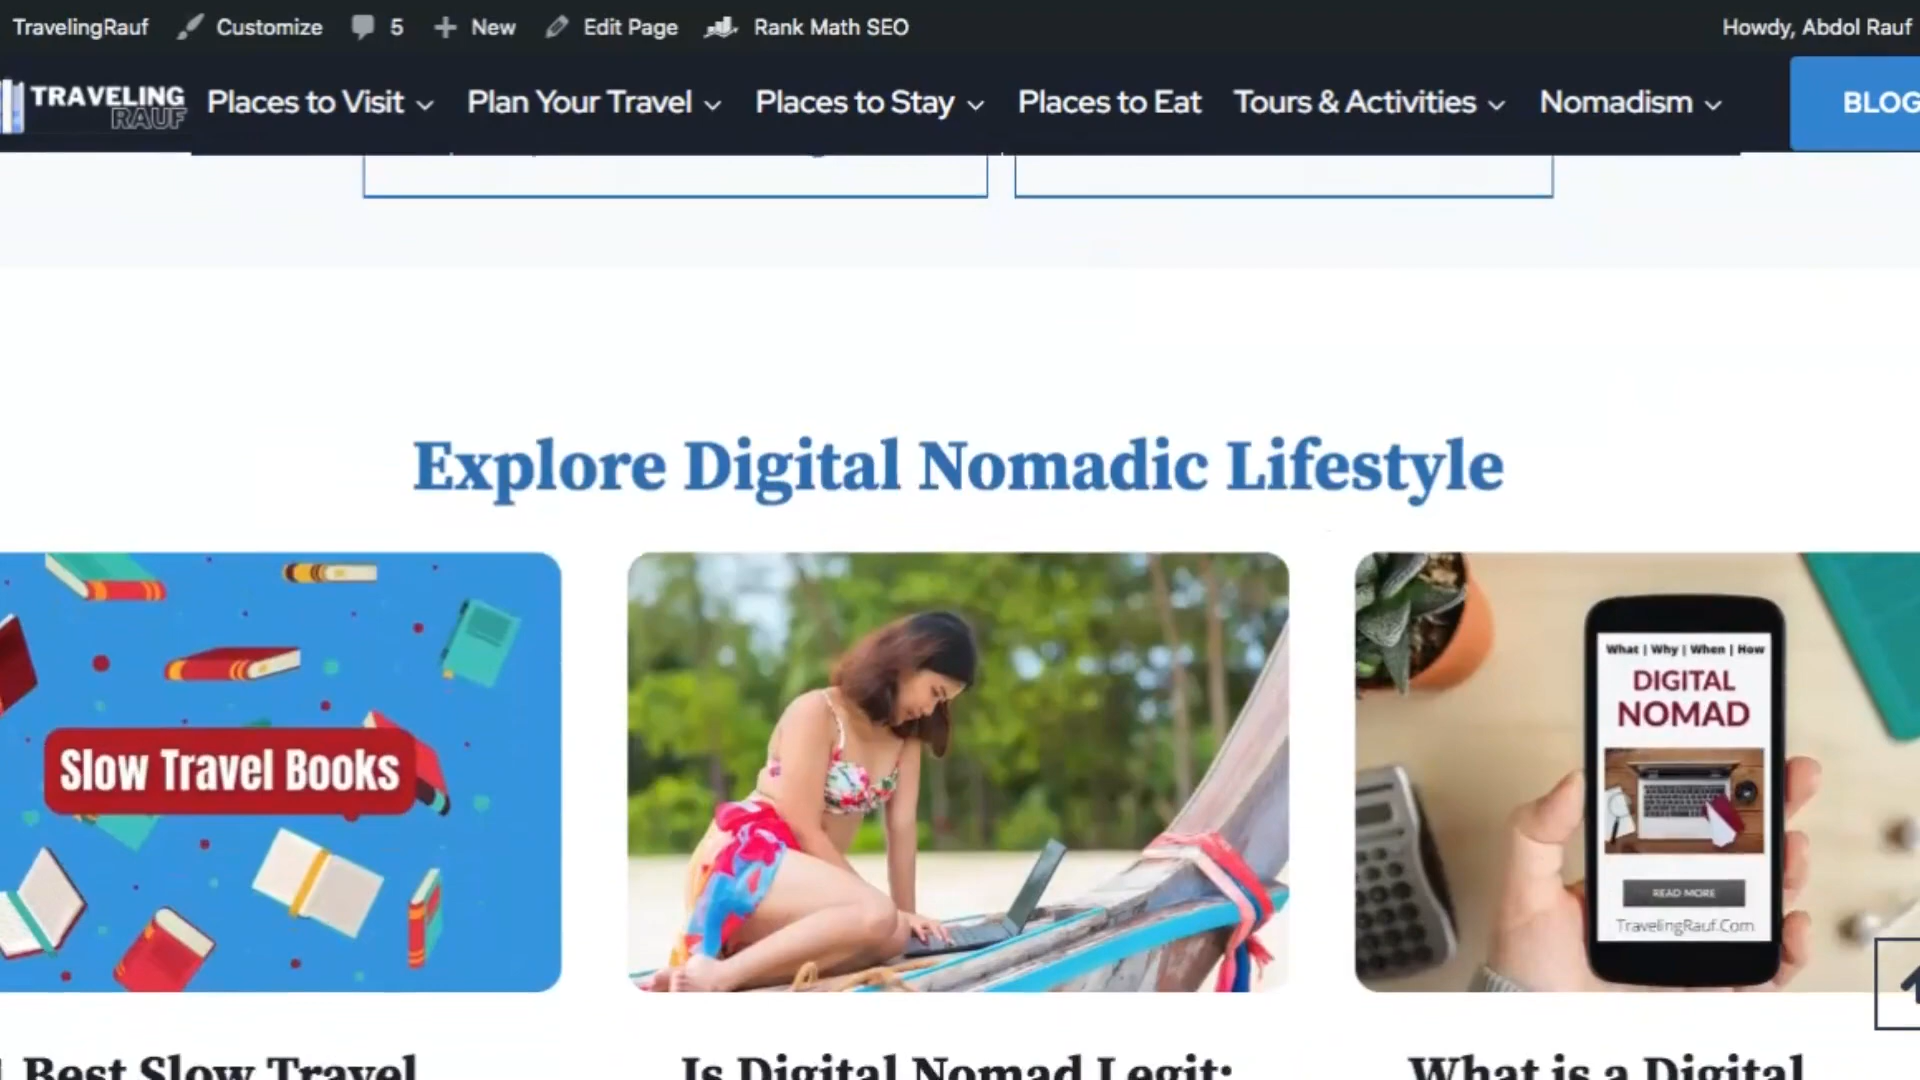 TravelingRauf Customize 5 New Edit Page Rank Math SEO Howdy, Abdol Rauf
TRAVELING
RAUF
Places to Visit Plan Your Travel Places to Stay Places to Eat Tours & Activities Nomadism BLOG
Explore Digital Nomadic Lifestyle
Slow Travel Books
What | Why | When | How
DIGITAL
NOMAD
READ MORE
TravelingRauf.Com
Best Slow Travel
Is Digital Nomad Legit:
What is a Digital